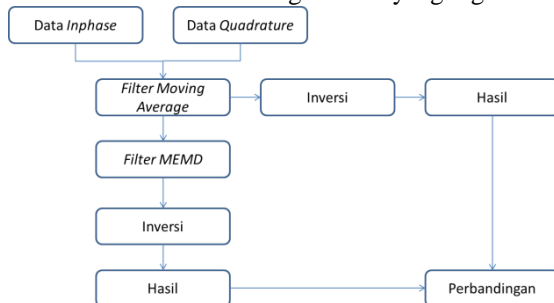 Data Inphase
Data Quadrature
Filter Moving
Average
Inversi
Hasil
Filter MEMD
Inversi
Hasil
Perbandingan